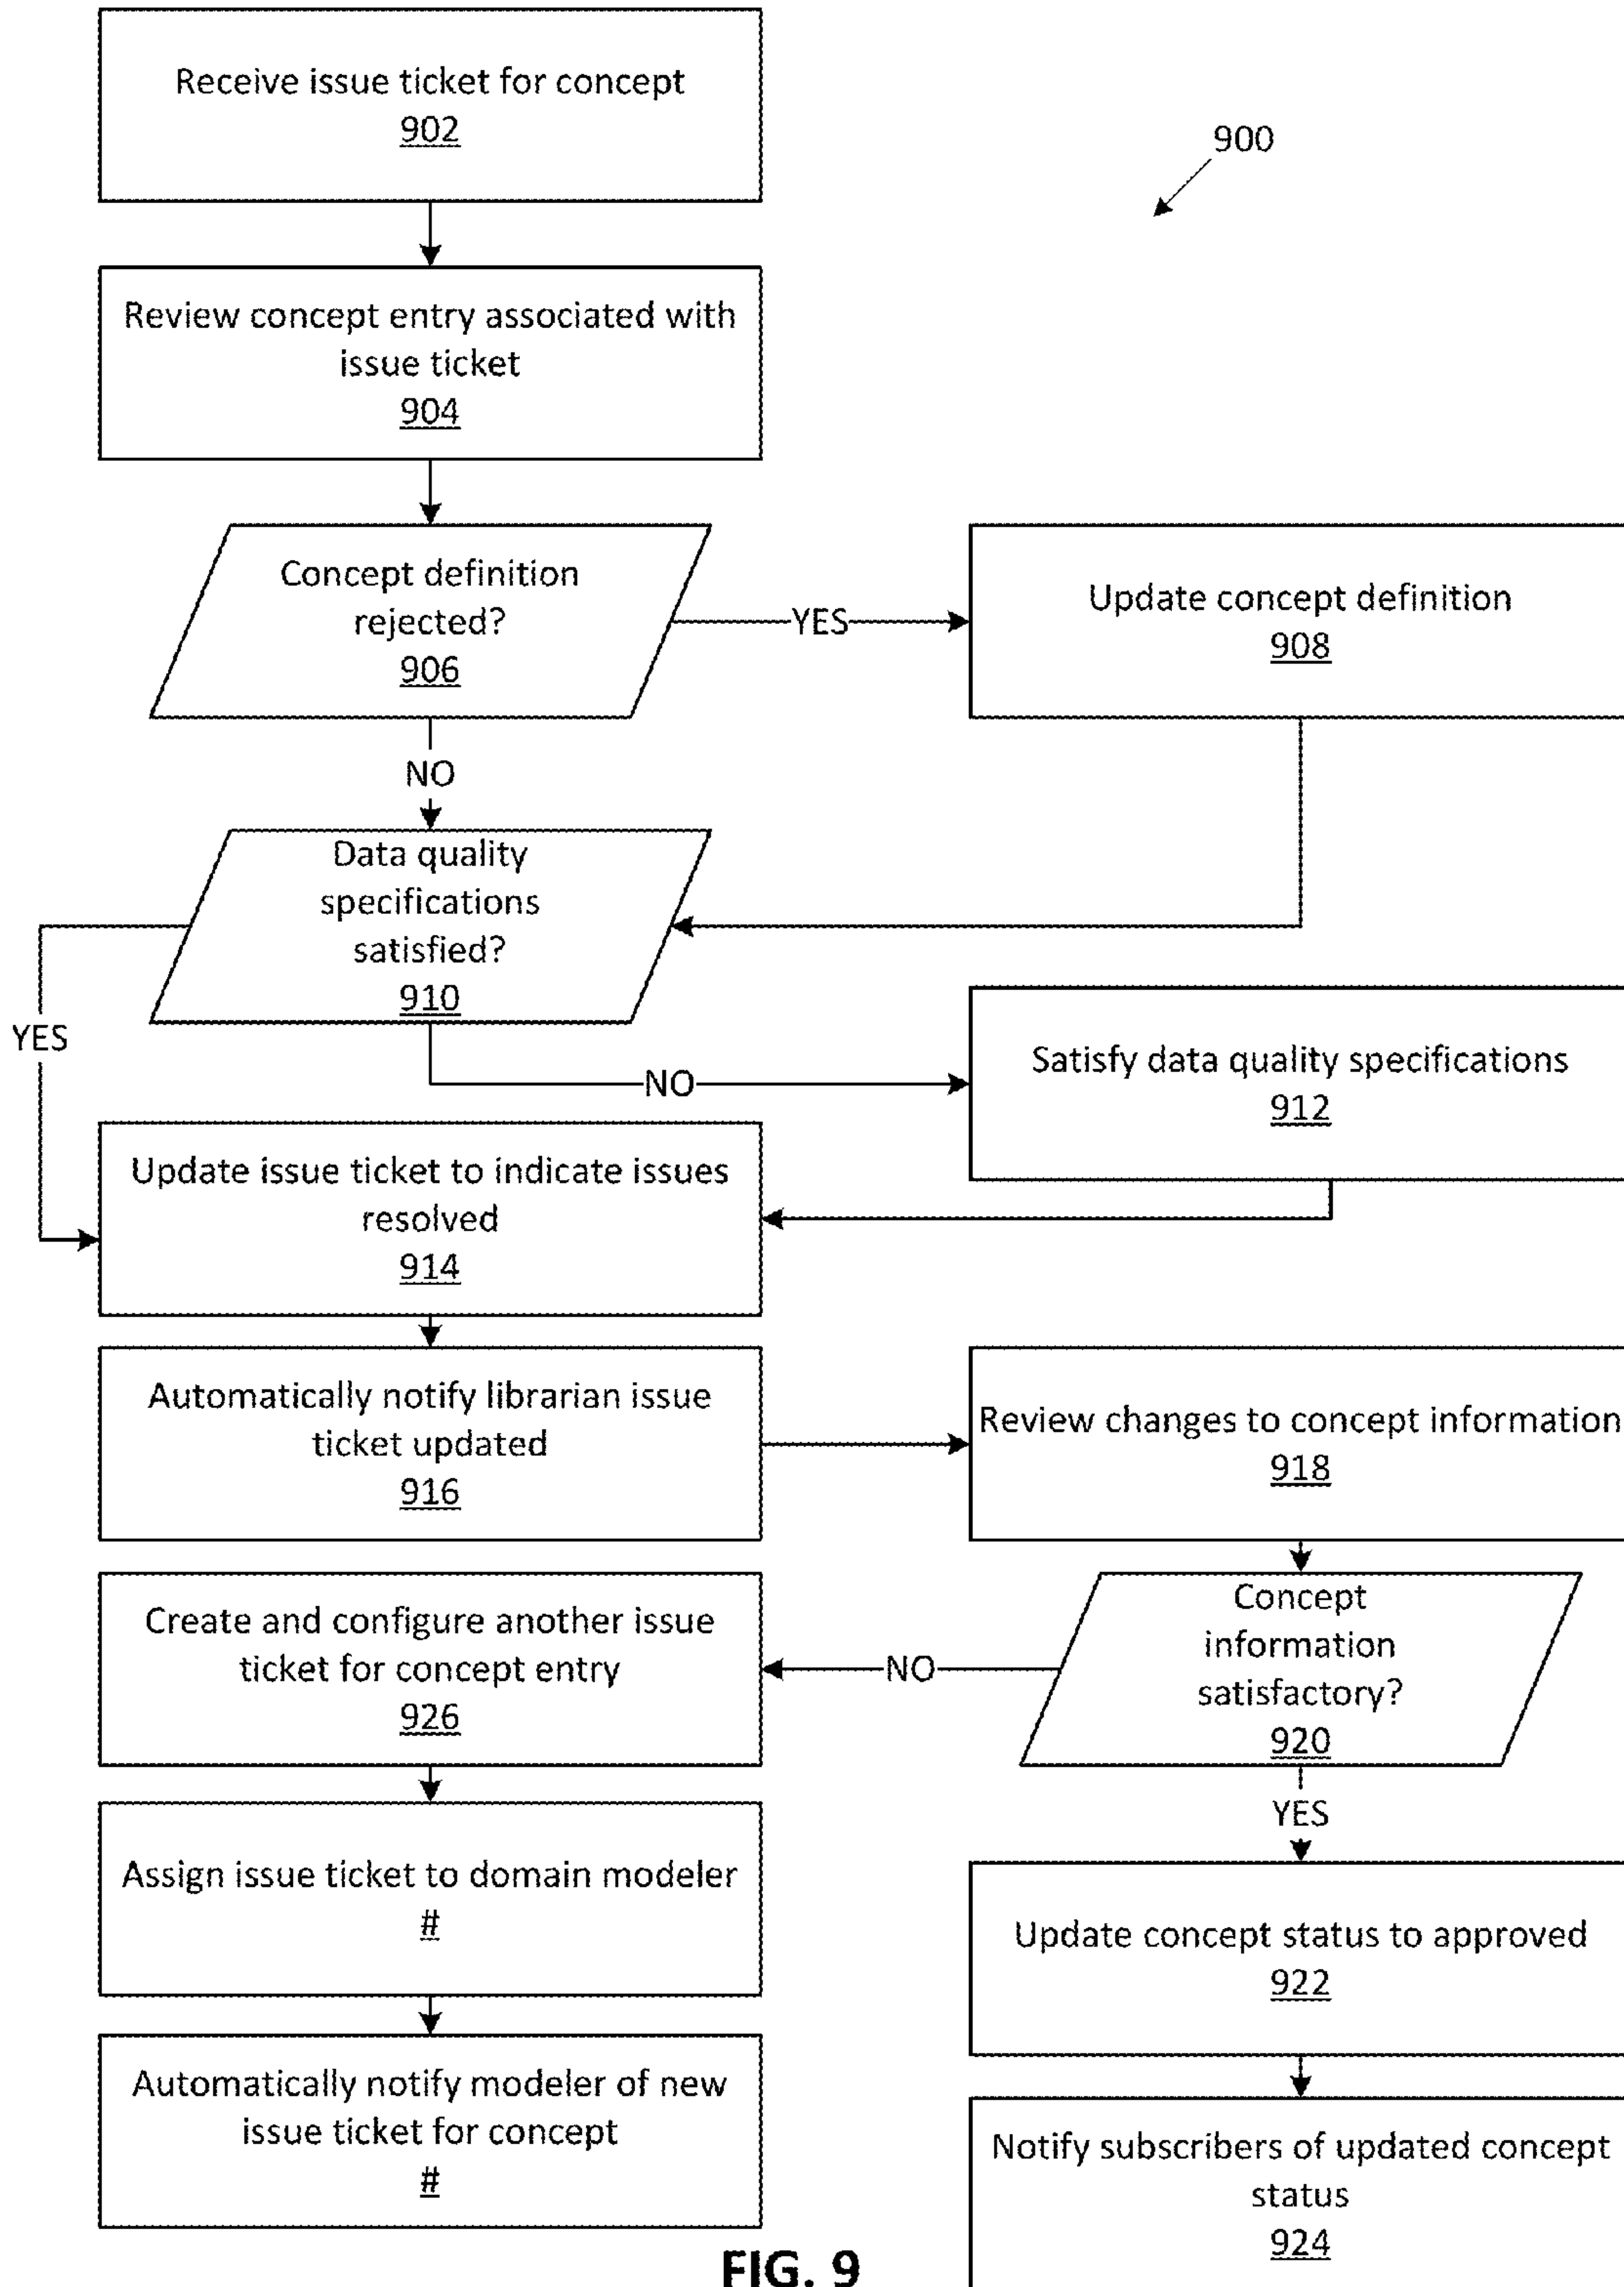 Receive issue ticket for concept
902
900
Review concept entry associated with
issue ticket
904
Concept definition
rejected?
906
YES
Update concept definition
908
NO
Data quality
specifications
satisfied?
910
YES
NO
Satisfy data quality specifications
912
Update issue ticket to indicate issues
resolved
914
Automatically notify librarian issue
ticket updated
916
Review changes to concept information
918
Concept
information
satisfactory?
920
NO
Create and configure another issue
ticket for concept entry
926
YES
Assign issue ticket to domain modeler
#
Update concept status to approved
922
Automatically notify modeler of new
issue ticket for concept
#
Notify subscribers of updated concept
status
924
FIG. 9